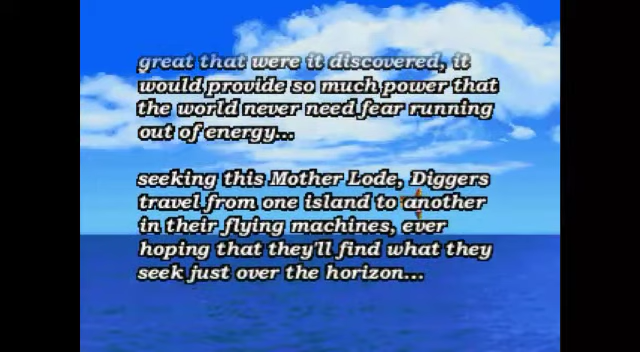 great that were it discovered, it
would provide so much power that
the world never need fear running
out of energy...
seeking this Mother Lode, Diggers
travel from one island to another
in their flying machines, ever
hoping that they'll find what they
seek just over the horizon...